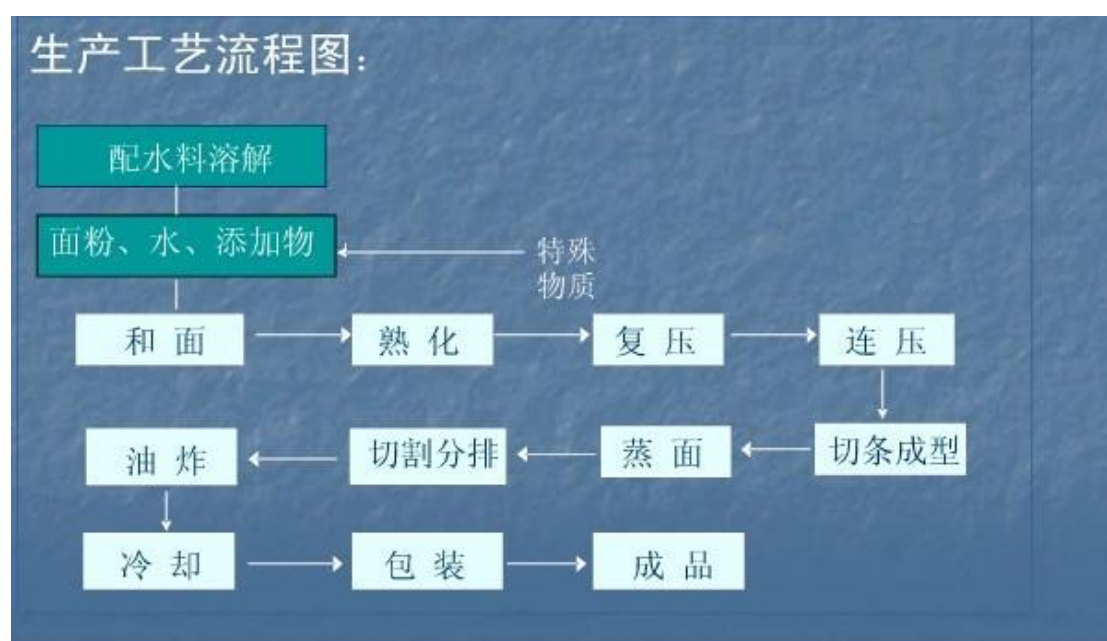 生产工艺流程图：
配水料溶解
面粉、水、添加物
特殊
物质
和 面
熟 化
复 压
连 压
油 炸
切割分排
蒸 面
切条成型
冷 却
包 装
成 品